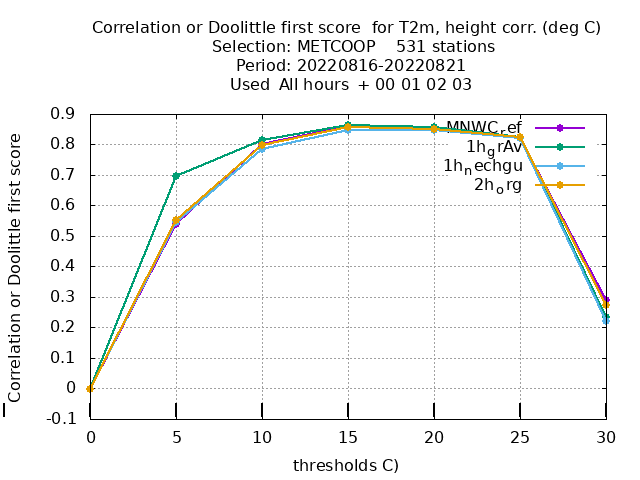 Correlation or Doolittle first score  for T2m, height corr. (deg C)
Selection: METCOOP    531 stations
Period: 20220816-20220821
Used  All hours  + 00 01 02 03
Correlation or Doolittle first score
0.9
0.8
0.7
0.6
0.5
0.4
0.3
0.2
0.1
0
-0.1
MNWC_ref
1h_grAv
1h_nechgu
2h_org
0 5 10 15 20 25 30
thresholds C)